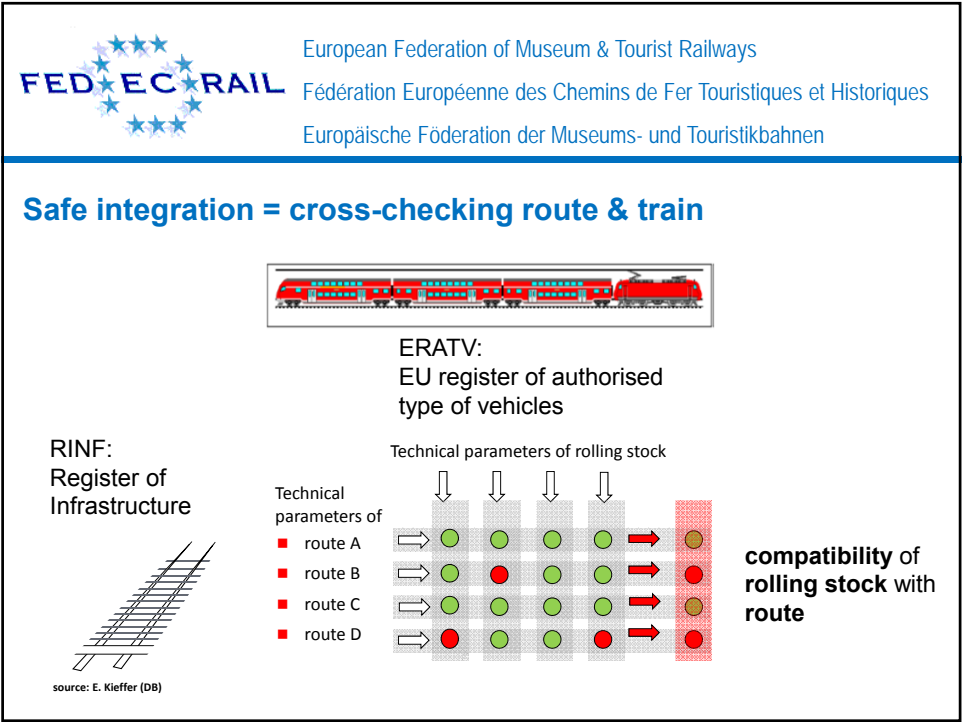 FEDECRAIL
European Federation of Museum & Tourist Railways
Fédération Européenne des Chemins de Fer Touristiques et Historiques
Europäische Föderation der Museums- und Touristikbahnen
Safe integration = cross-checking route & train
ERATV:
EU register of authorised
type of vehicles
RINF:
Register of
Infrastructure
Technical parameters of rolling stock
Technical
parameters of
route A
route B
route C
route D
compatibility of
rolling stock with
route
source: E. Kieffer (DB)